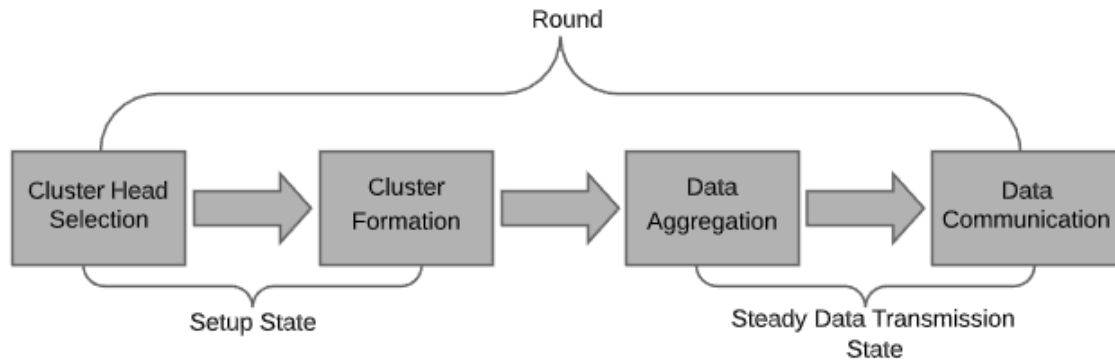 Round
Cluster Head
Selection
Cluster
Formation
Data
Aggregation
Data
Communication
Setup State
Steady Data Transmission
State